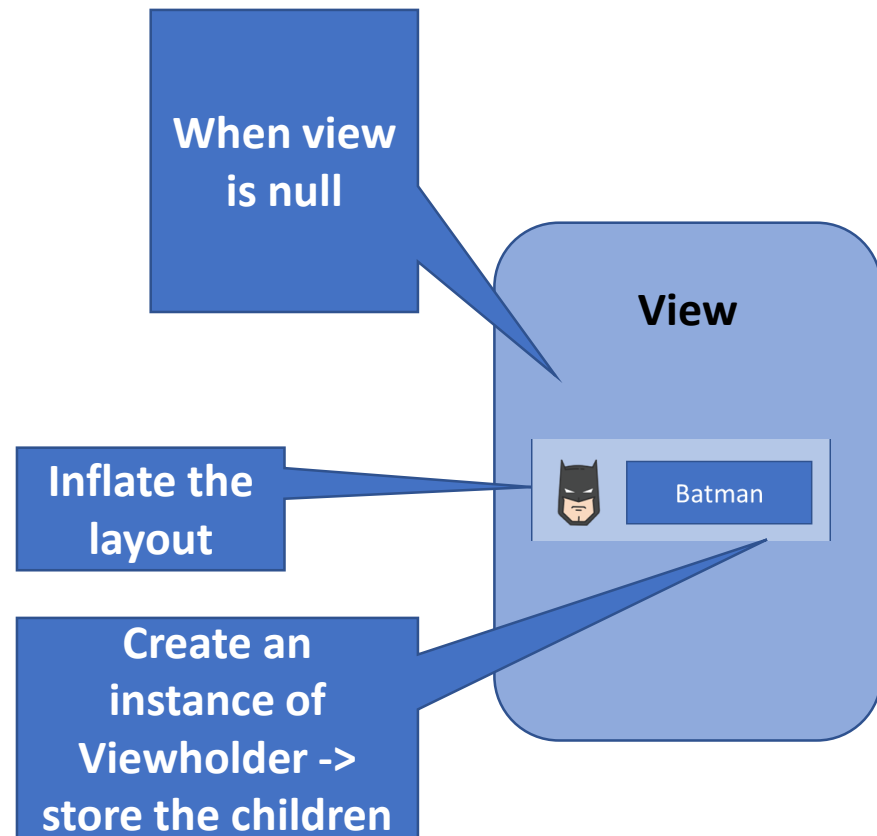 When view
is null
View
Inflate the
layout
Batman
Create an
instance of
Viewholder ->
store the children